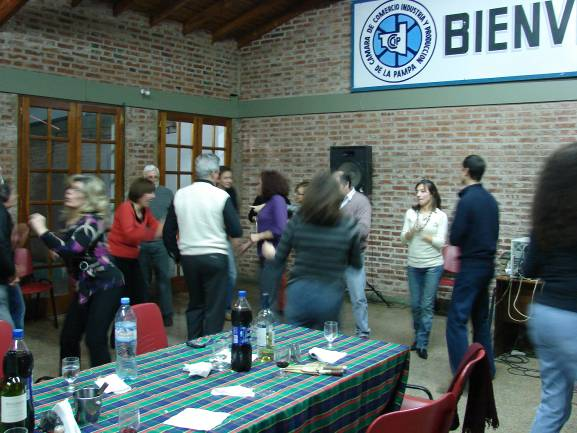 CAMARA DE COMERCIO INDUSTRIA Y PRODUCCION
DE LA PAMPA
BIENV